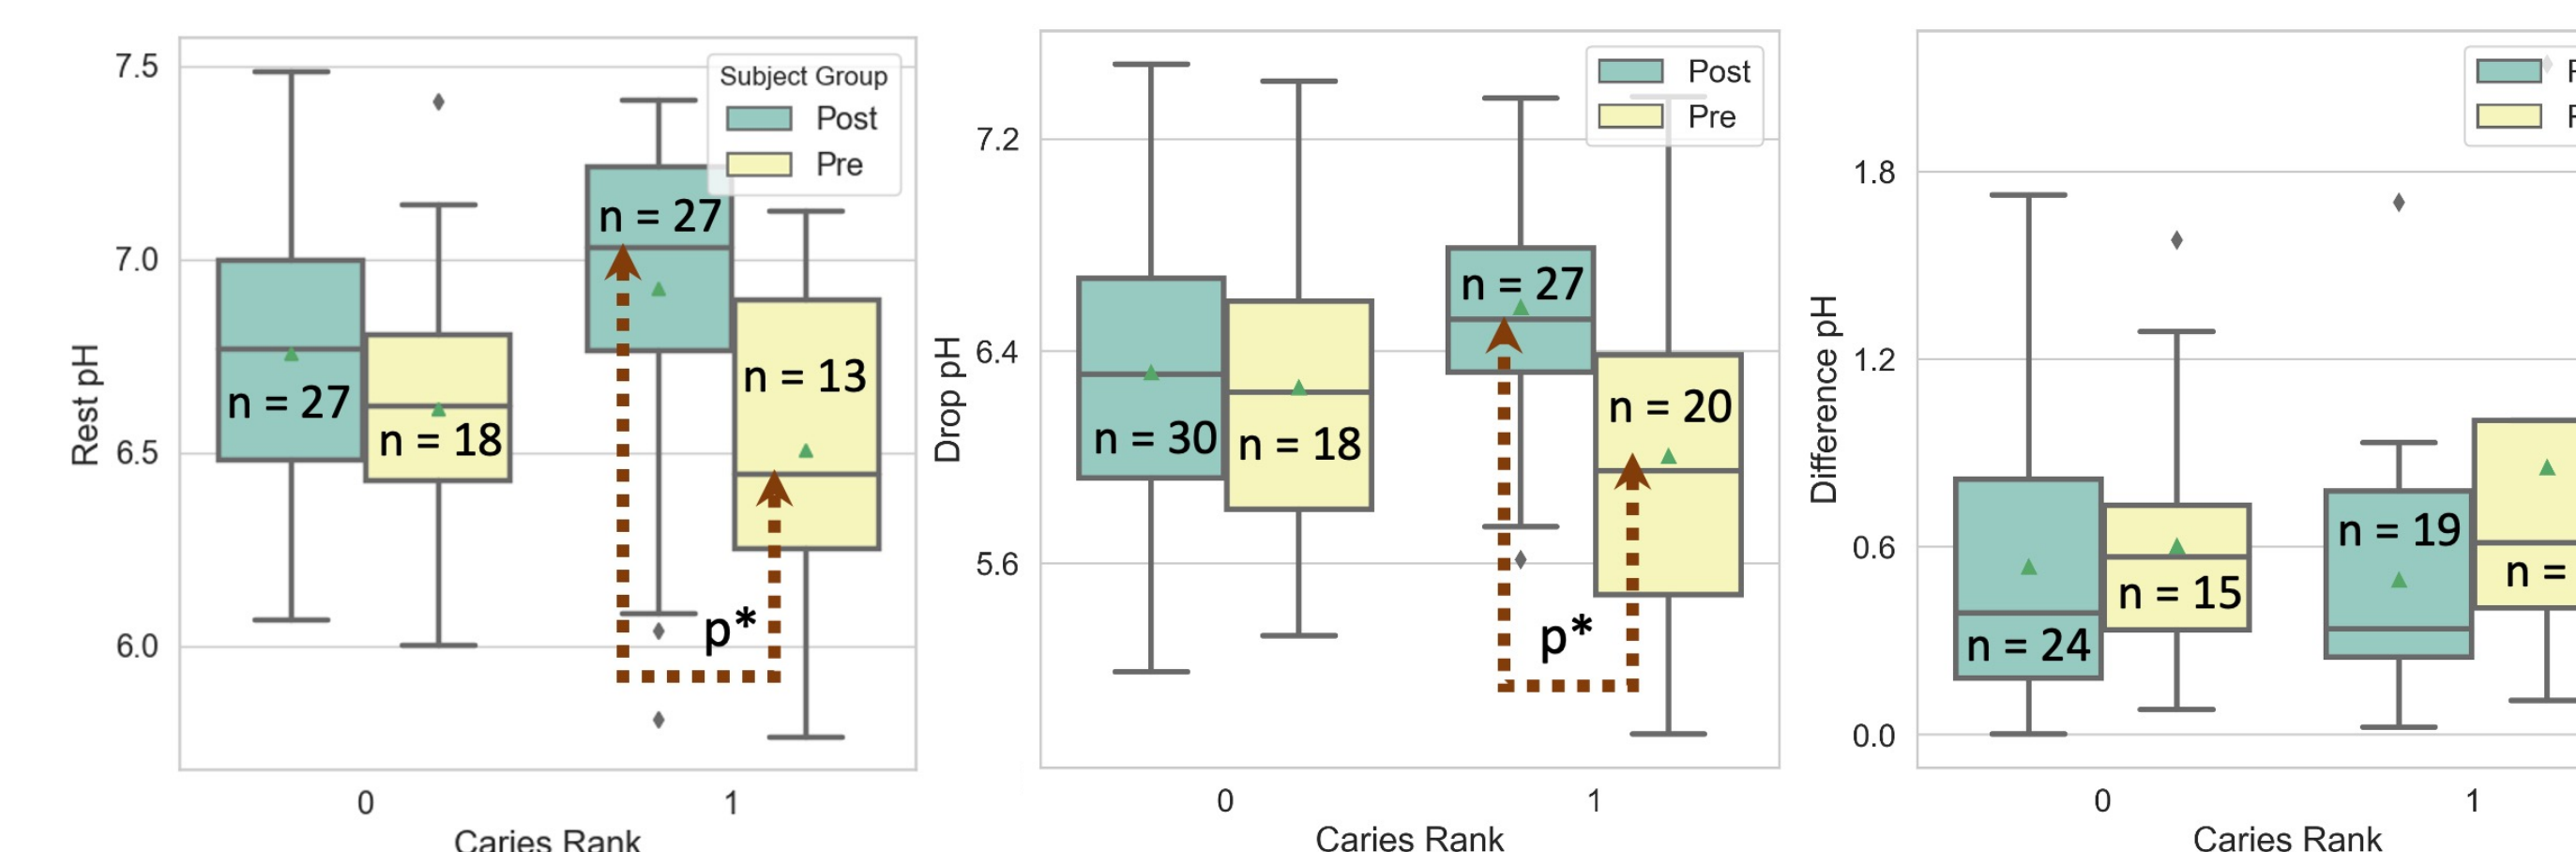 7.5
7.0
6.5
6.0
Rest pH
Subject Group
Post
Pre
n = 27
n = 18
n = 27
n = 13
p*
0
1
Caries Rank
7.2
6.4
5.6
Drop pH
Post
Pre
n = 30
n = 18
n = 27
n = 20
p*
0
1
Caries Rank
1.8
1.2
0.6
0.0
Difference pH
n = 24
n = 15
n = 19
n =
0
1
Caries Rank